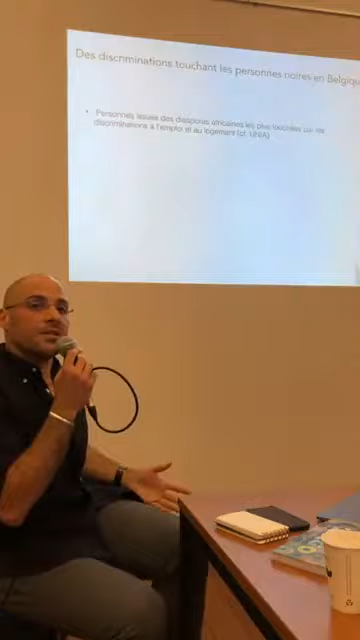 Des discriminations touchant les personnes noires en Belgique
• Personnes issues des diasporas africaines les plus touchées par les
discriminations à l'emploi et au logement (cf. UNIA)